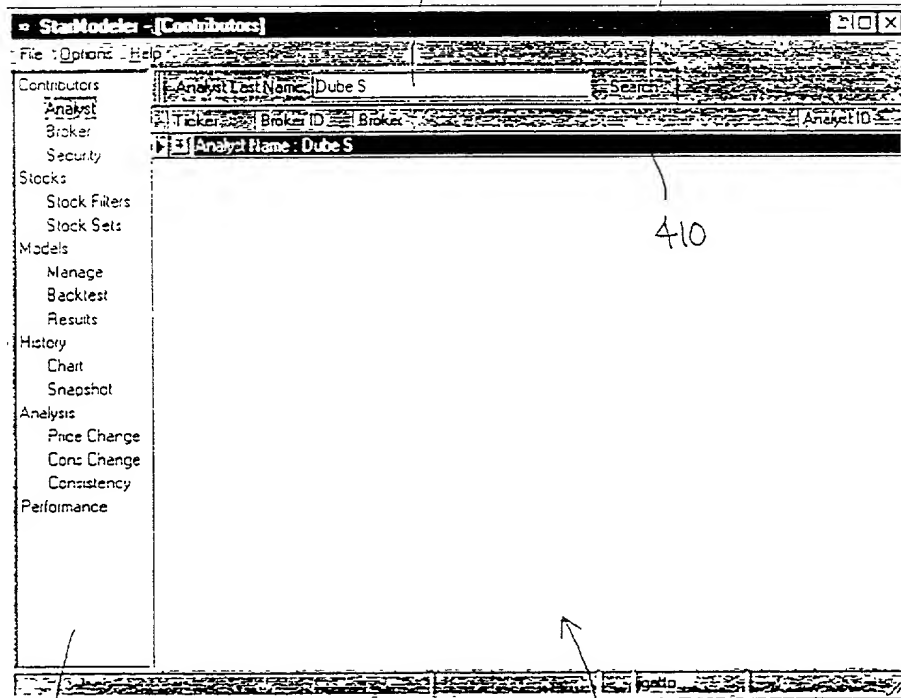 StarModeler - [Contributors]
File Options Help
Contributors
Analyst
Broker
Security
Stocks
Stock Filters
Stock Sets
Models
Manage
Backtest
Results
History
Chart
Snapshot
Analysis
Price Change
Cons Change
Consistency
Performance
Analyst Last Name: Dube S Search
Ticker Broker ID Broker Analyst ID
Analyst Name : Dube S
410